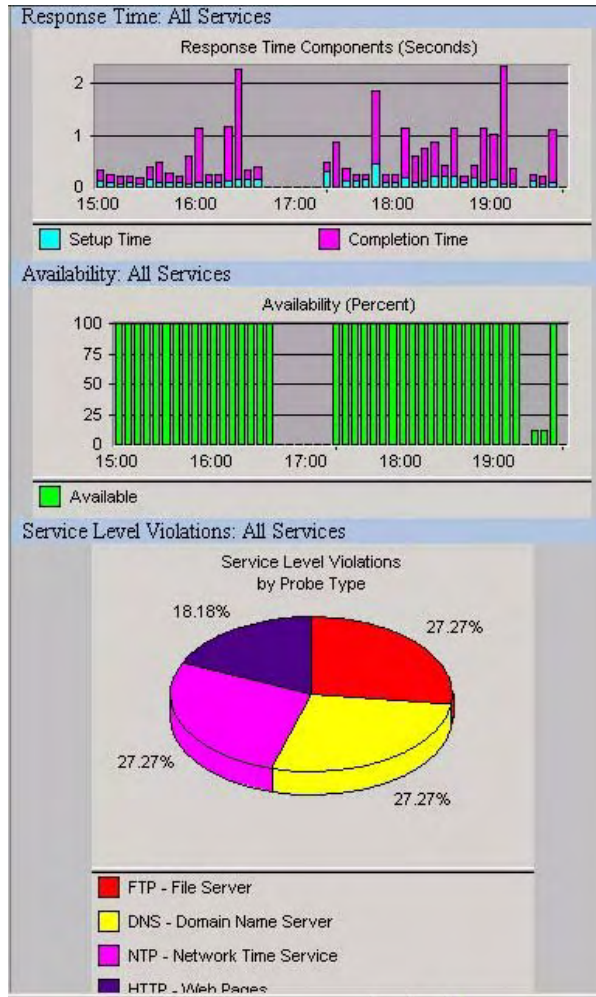 Response Time: All Services
Response Time Components (Seconds)
2
1
0
15:00 16:00 17:00 18:00 19:00
Setup Time Completion Time
Availability: All Services
Availability (Percent)
100
75
50
25
0
15:00 16:00 17:00 18:00 19:00
Available
Service Level Violations: All Services
Service Level Violations
by Probe Type
18.18%
27.27%
27.27%
27.27%
FTP - File Server
DNS - Domain Name Server
NTP - Network Time Service
HTTP - Web Pages